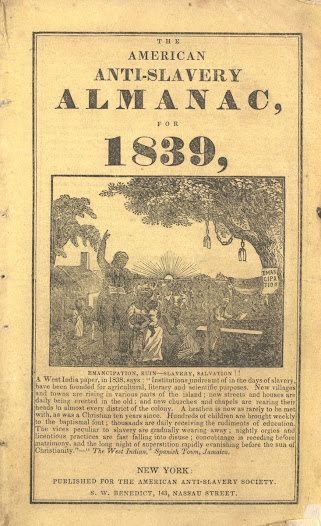 THE
AMERICAN
ANTI-SLAVERY
ALMANAC,
FOR
1839,
EMAN
CIPA
TION
EMANCIPATION, RUIN—SLAVERY, SALVATION!!
A West India paper, in 1838, says: "Institutions undreamt of in the days of slavery,
have been founded for agricultural, literary and scientific purposes. New villages
and towns are rising in various parts of the island; new streets and houses are
daily being erected in the old; and new churches and chapels are rearing their
heads in almost every district of the colony. A heathen is now as rarely to be met
with, as was a Christian ten years since. Hundreds of children are brought weekly
to the baptismal font; thousands are daily receiving the rudiments of education.
The vices peculiar to slavery are gradually wearing away; nightly orgies and
licentious practices are fast falling into disuse; concubinage is receding before
matrimony, and the long night of superstition rapidly evanishing before the sun of
Christianity."—"The West Indian," Spanish Town, Jamaica.
NEW YORK:
PUBLISHED FOR THE AMERICAN ANTI-SLAVERY SOCIETY.
S. W. BENEDICT, 143, NASSAU STREET.